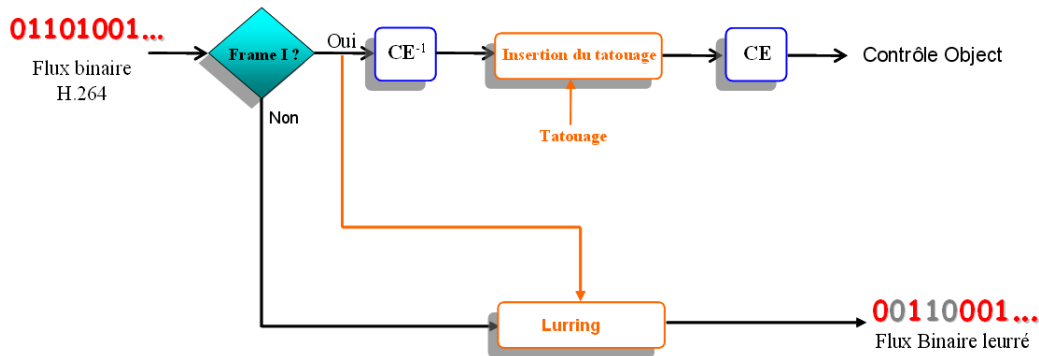 01101001...
Flux binaire
H.264
Frame I ?
Oui
CE-1
Insertion du tatouage
CE
Contrôle Object
Non
Tatouage
Lurring
00110001...
Flux Binaire leurré